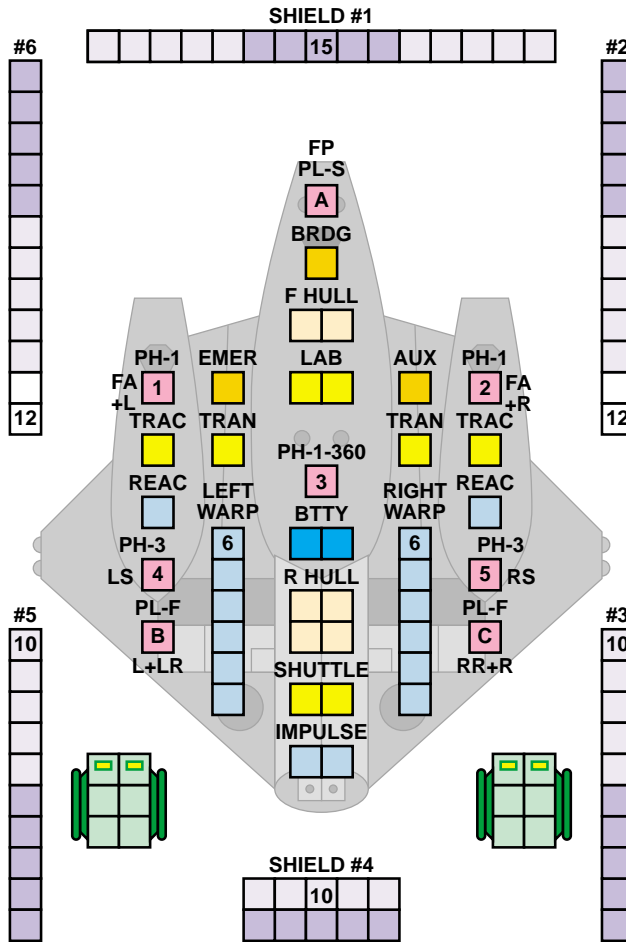 SHIELD #1
15
#6
#2
FP
PL-S
A
BRDG
F HULL
PH-1 EMER LAB AUX PH-1
FA +L 1 2 FA +R
12 12
TRAC TRAN TRAN TRAC
PH-1-360
3
REAC LEFT WARP RIGHT WARP REAC
BTTY
6 6
PH-3 PH-3
LS 4 5 RS
R HULL
PL-F PL-F
#5 B C #3
10 10
L+LR RR+R
SHUTTLE
IMPULSE
SHIELD #4
10